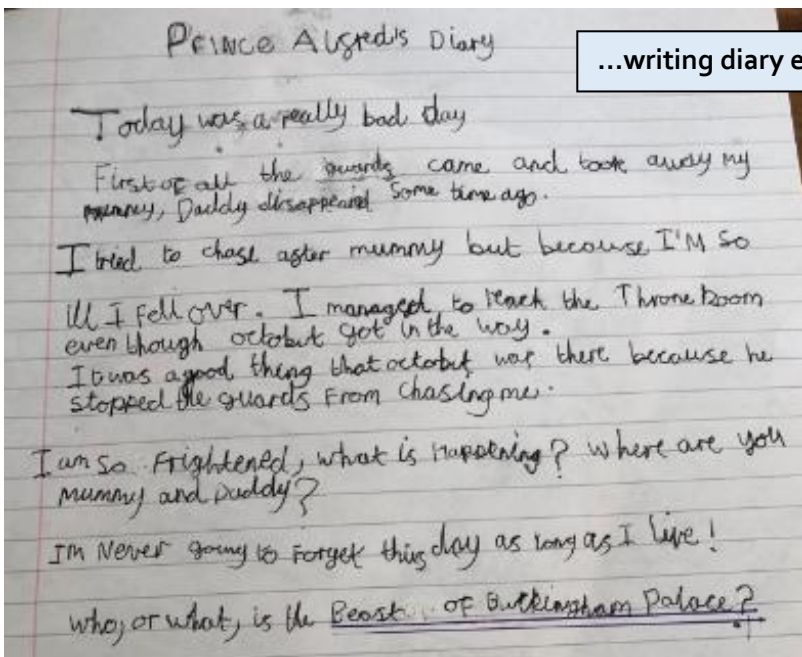 PrINCE Alfred's Diary
...writing diary e
Today was a really bad day
First of all the guards came and took away my
mummy, Daddy disappeairel some time ago.
I tried to chase after mummy but because I'M so
ill I fell over. I managed to reach the Throne Room
even though octobut got in the way.
It was a good thing that octobut was there because he
stopped the guards From chasing me.
I am so Frightened, what is Happening? where are you
Mummy and Daddy?
Im Never going to Forget this day as long as I live!
who, or what, is the Beast of Buckingham Palace?